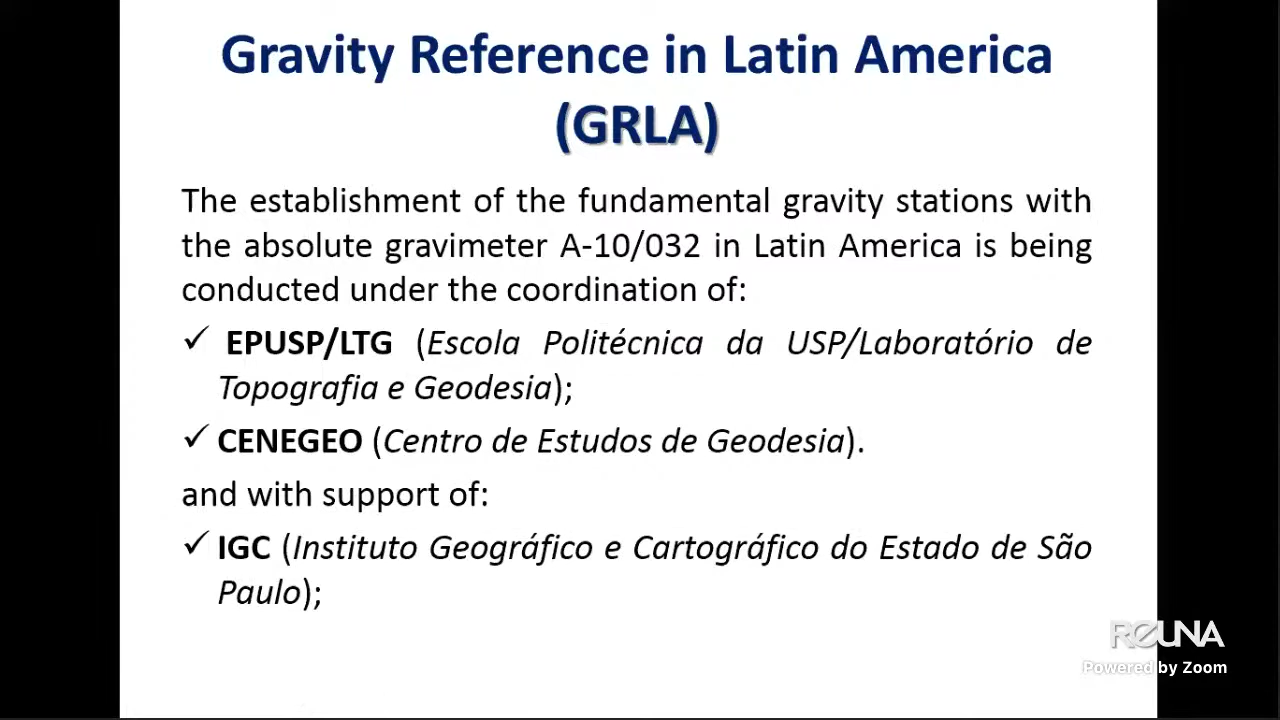 Gravity Reference in Latin America
(GRLA)
The establishment of the fundamental gravity stations with
the absolute gravimeter A-10/032 in Latin America is being
conducted under the coordination of:
✓ EPUSP/LTG (Escola Politécnica da USP/Laboratório de
Topografia e Geodesia);
✓ CENEGEO (Centro de Estudos de Geodesia).
and with support of:
✓ IGC (Instituto Geográfico e Cartográfico do Estado de São
Paulo);
REUNA
Powered by Zoom